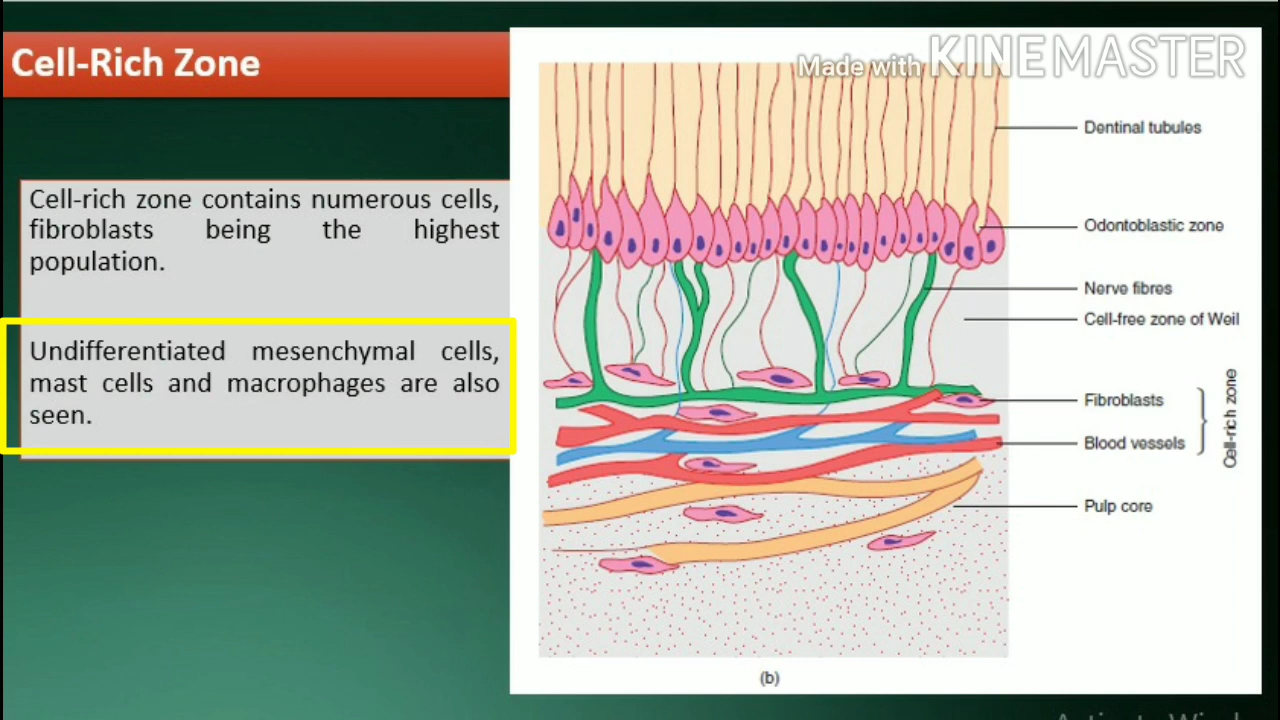 Cell-Rich Zone
Made with KINEMASTER
Cell-rich zone contains numerous cells,
fibroblasts being the highest
population.
Undifferentiated mesenchymal cells,
mast cells and macrophages are also
seen.
Dentinal tubules
Odontoblastic zone
Nerve fibres
Cell-free zone of Weil
Fibroblasts
Blood vessels
Cell-rich zone
Pulp core
(b)